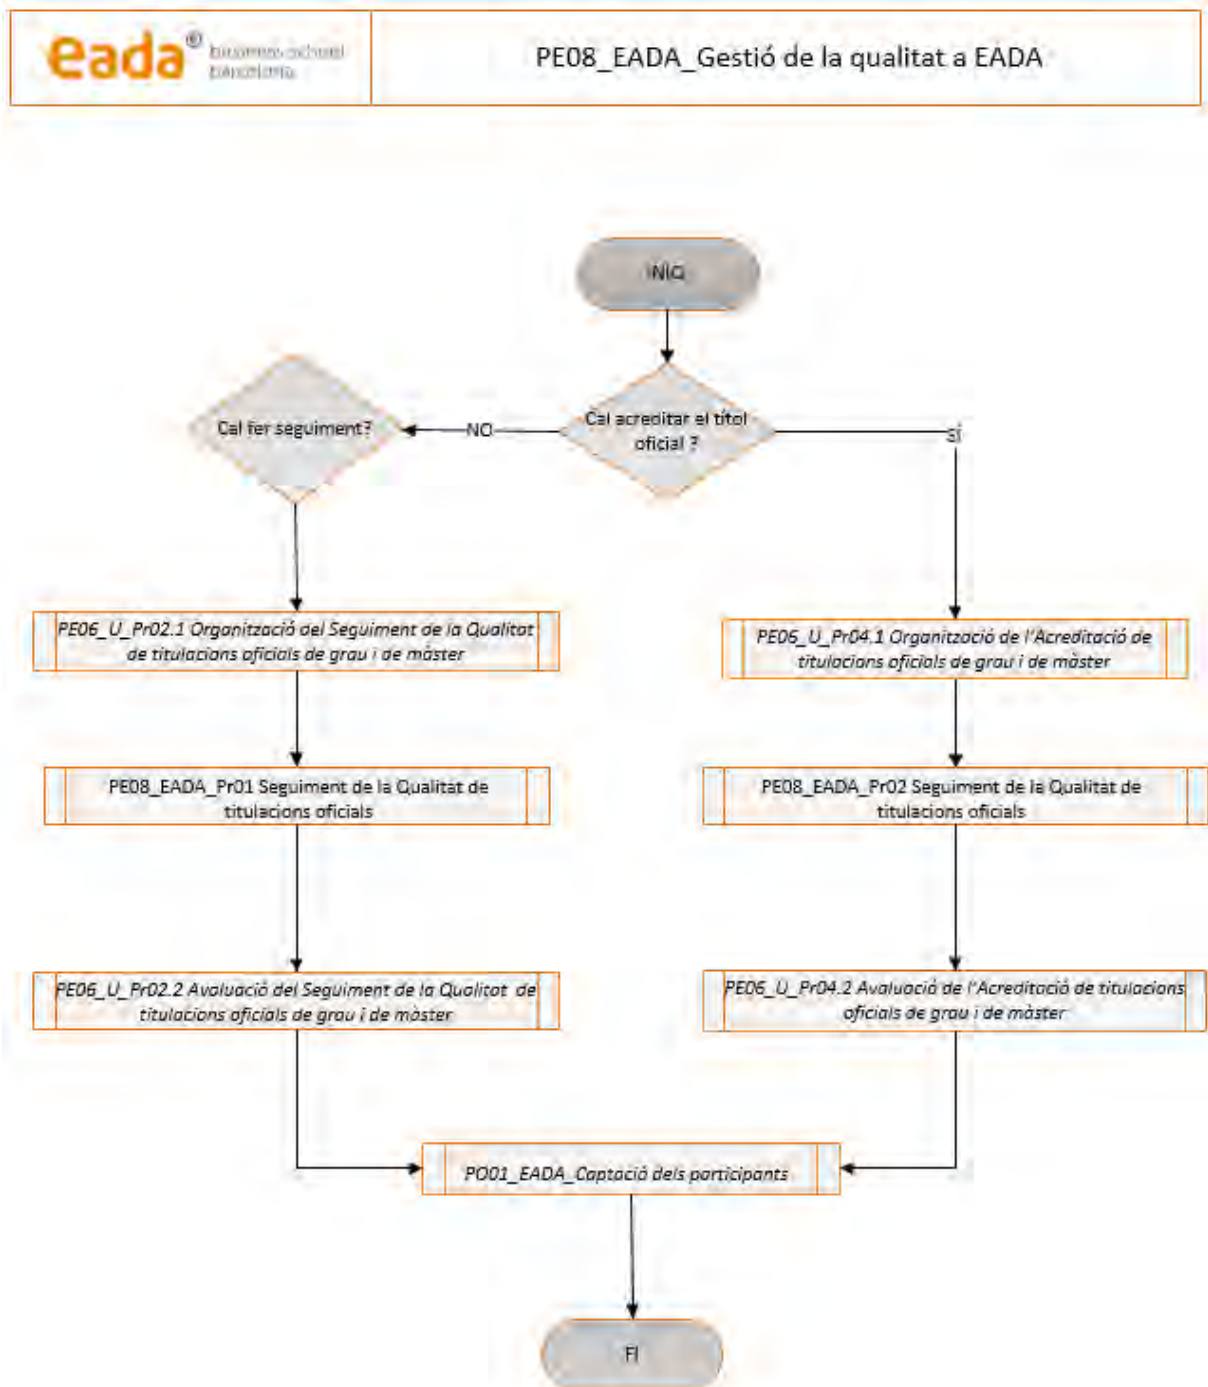 eada® business school
barcelona
PE08_EADA_Gestió de la qualitat a EADA
INICI
Cal fer seguiment?
NO
Cal acreditar el títol
oficial ?
SÍ
PE06_U_Pr02.1 Organització del Seguiment de la Qualitat
de titulacions oficials de grau i de màster
PE06_U_Pr04.1 Organització de l'Acreditació de
titulacions oficials de grau i de màster
PE08_EADA_Pr01 Seguiment de la Qualitat de
titulacions oficials
PE08_EADA_Pr02 Seguiment de la Qualitat de
titulacions oficials
PE06_U_Pr02.2 Avaluació del Seguiment de la Qualitat de
titulacions oficials de grau i de màster
PE06_U_Pr04.2 Avaluació de l'Acreditació de titulacions
oficials de grau i de màster
PO01_EADA_Captació dels participants
FI